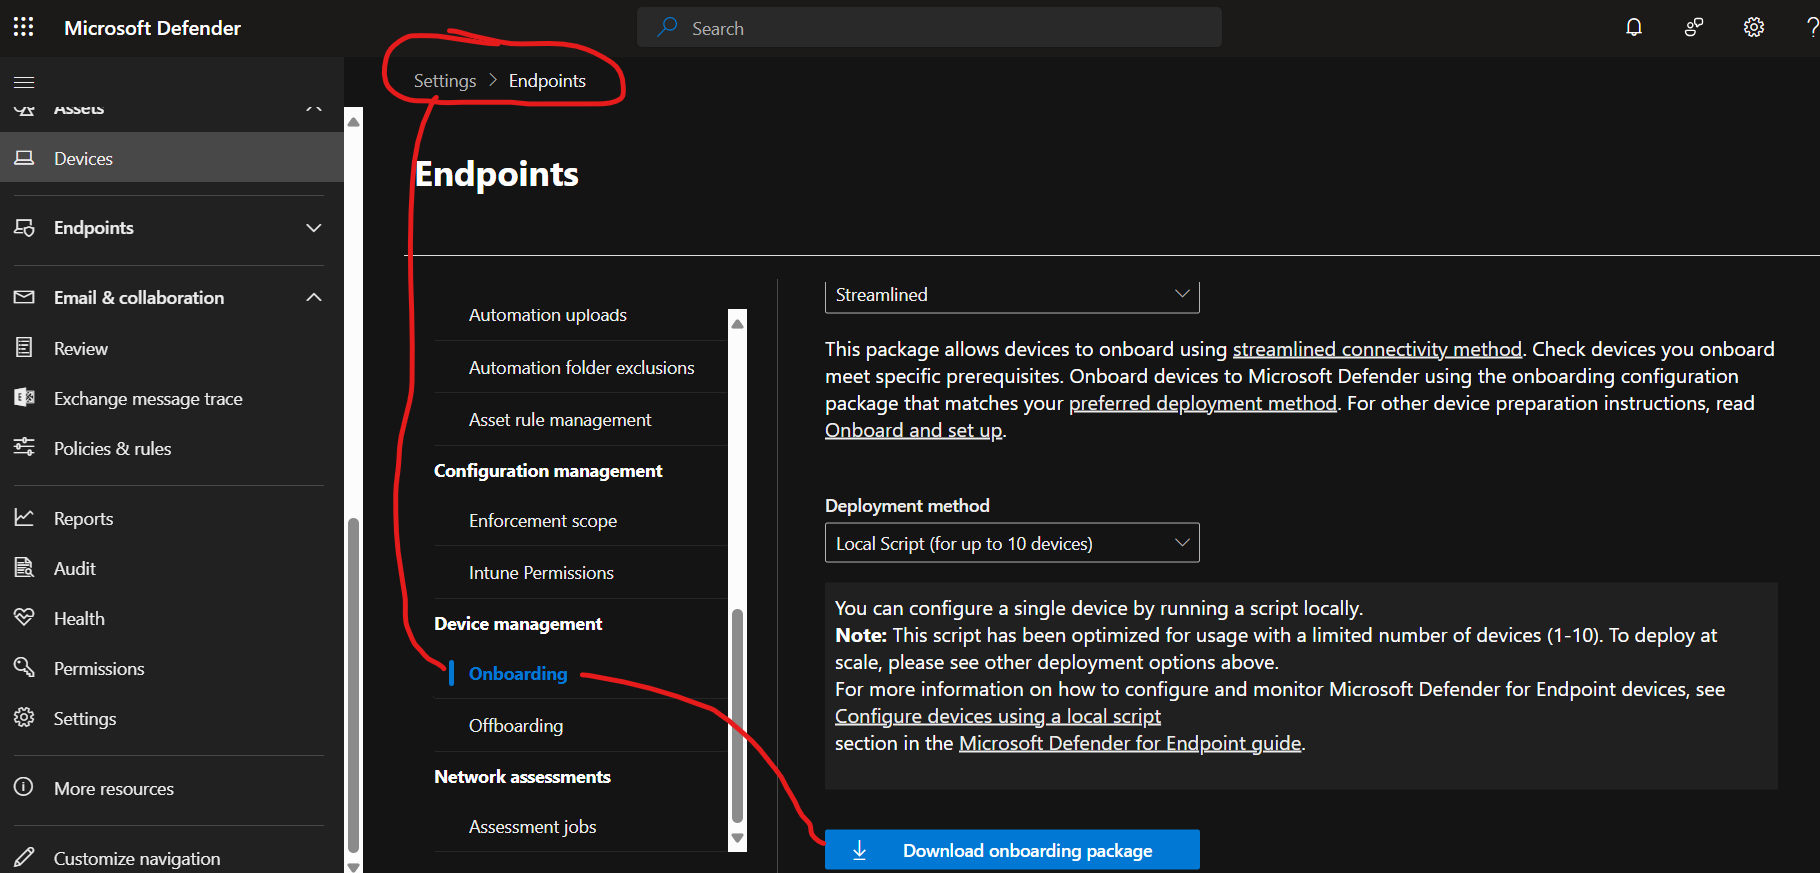 Microsoft Defender
Search
Assets
Devices
Endpoints
Email & collaboration
Review
Exchange message trace
Policies & rules
Reports
Audit
Health
Permissions
Settings
More resources
Customize navigation
Settings > Endpoints
Endpoints
Automation uploads
Automation folder exclusions
Asset rule management
Configuration management
Enforcement scope
Intune Permissions
Device management
Onboarding
Offboarding
Network assessments
Assessment jobs
Streamlined
This package allows devices to onboard using streamlined connectivity method. Check devices you onboard
meet specific prerequisites. Onboard devices to Microsoft Defender using the onboarding configuration
package that matches your preferred deployment method. For other device preparation instructions, read
Onboard and set up.
Deployment method
Local Script (for up to 10 devices)
You can configure a single device by running a script locally.
Note: This script has been optimized for usage with a limited number of devices (1-10). To deploy at
scale, please see other deployment options above.
For more information on how to configure and monitor Microsoft Defender for Endpoint devices, see
Configure devices using a local script
section in the Microsoft Defender for Endpoint guide.
Download onboarding package